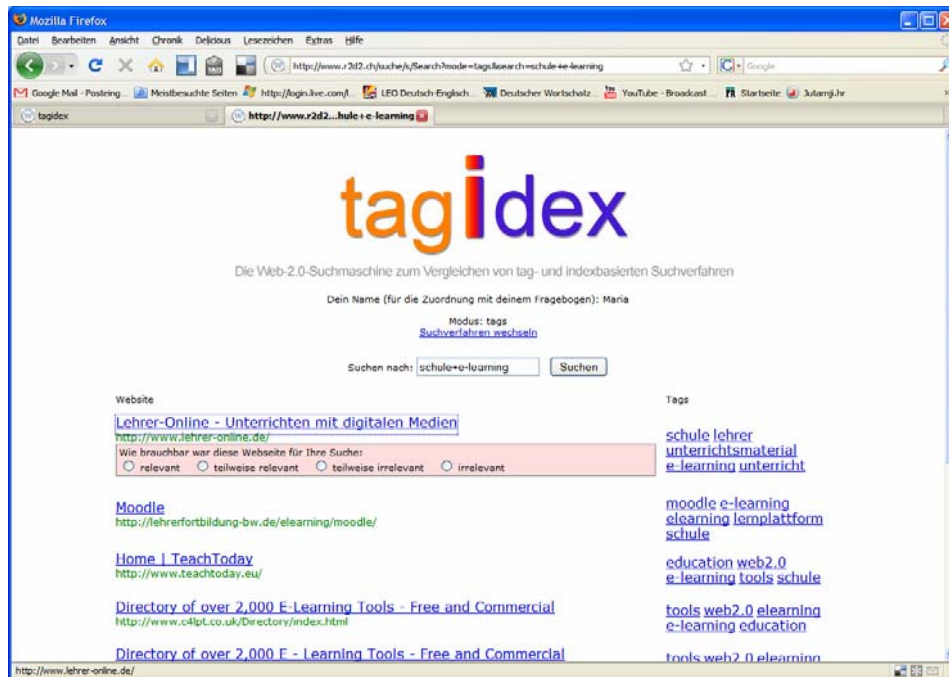 Mozilla Firefox
Datei Bearbeiten Ansicht Chronik Delicious Lesezeichen Extras Hilfe
http://www.r2d2.ch/suche/s/Search?mode=tags&search=schule+e-learning Google
Google Mail - Posteing... Meistbesuchte Seiten http://login.live.com/l... LEO Deutsch-Englisch... Deutscher Wortschatz... YouTube - Broadcast ... Startseite Jutarnji.hr
tagidex http://www.r2d2...hule+e-learning
tagidex
Die Web-2.0-Suchmaschine zum Vergleichen von tag- und indexbasierten Suchverfahren
Dein Name (für die Zuordnung mit deinem Fragebogen): Maria
Modus: tags
Suchverfahren wechseln
Suchen nach: schule+e-learning Suchen
Website Tags
Lehrer-Online - Unterrichten mit digitalen Medien
http://www.lehrer-online.de/
Wie brauchbar war diese Webseite für Ihre Suche:
relevant teilweise relevant teilweise irrelevant irrelevant
schule lehrer
unterrichtsmaterial
e-learning unterricht
Moodle
http://lehrerfortbildung-bw.de/elearning/moodle/
moodle e-learning
elearning lernplattform
schule
Home | TeachToday
http://www.teachtoday.eu/
education web2.0
e-learning tools schule
Directory of over 2,000 E-Learning Tools - Free and Commercial
http://www.c4lpt.co.uk/Directory/index.html
tools web2.0 elearning
e-learning education
Directory of over 2,000 E - Learning Tools - Free and Commercial
tools web2.0 elearning
http://www.lehrer-online.de/